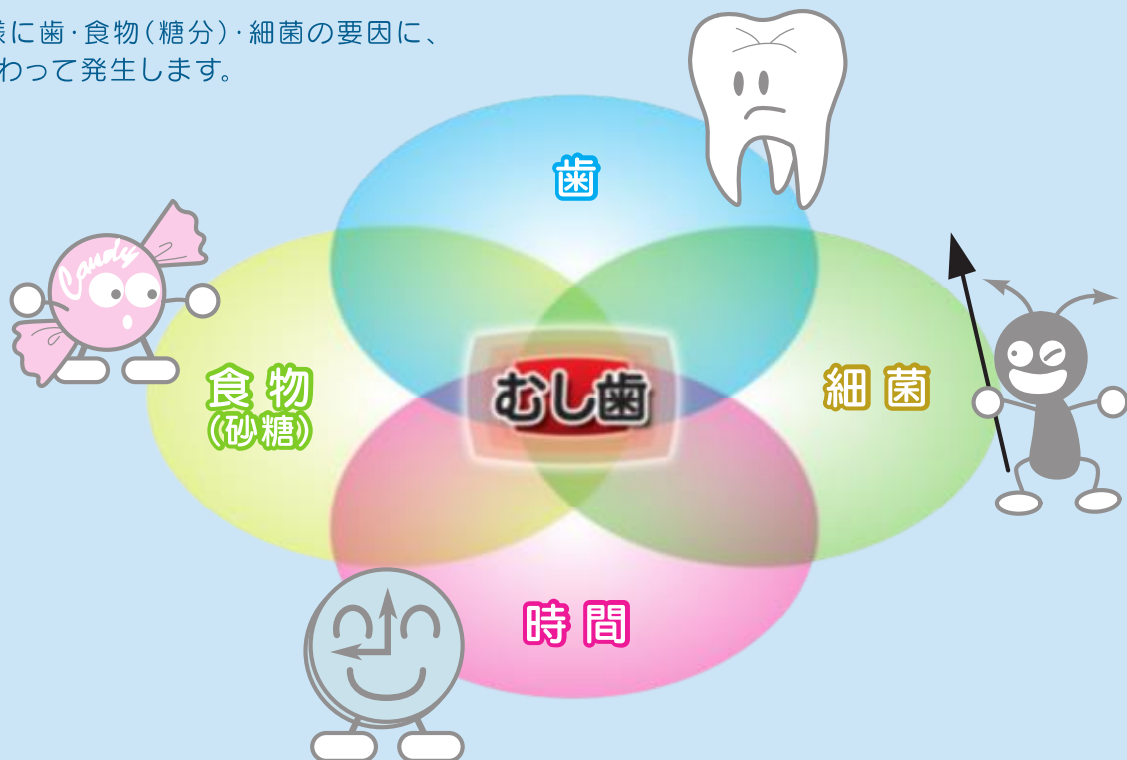 様に歯・食物(糖分)・細菌の要因に、
わって発生します。
歯
Candy
食物
(砂糖)
むし歯
細菌
時間